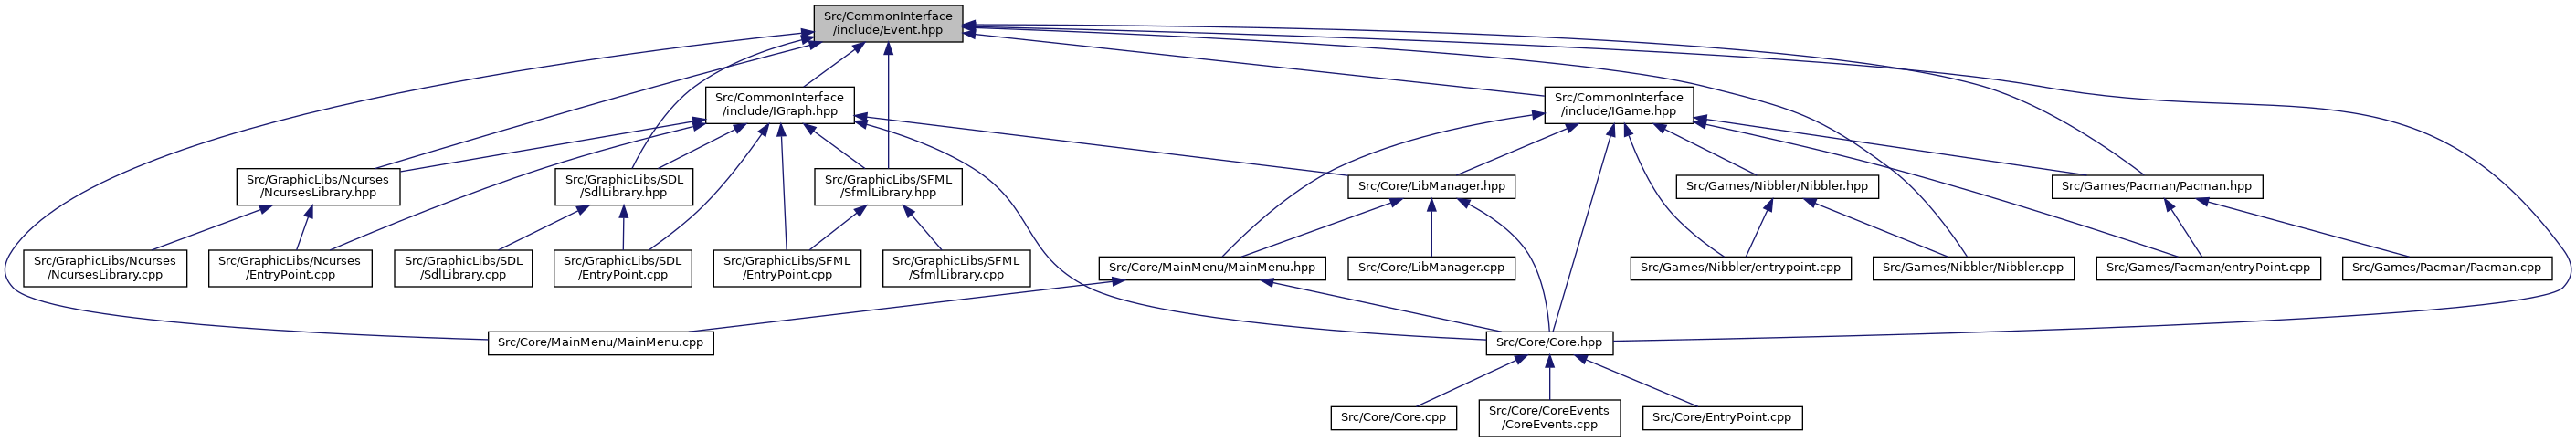 Src/CommonInterface
/include/Event.hpp
Src/CommonInterface
/include/IGraph.hpp
Src/CommonInterface
/include/IGame.hpp
Src/GraphicLibs/Ncurses
/NcursesLibrary.hpp
Src/GraphicLibs/SDL
/SdlLibrary.hpp
Src/GraphicLibs/SFML
/SfmlLibrary.hpp
Src/Core/LibManager.hpp
Src/Games/Nibbler/Nibbler.hpp
Src/Games/Pacman/Pacman.hpp
Src/GraphicLibs/Ncurses
/NcursesLibrary.cpp
Src/GraphicLibs/Ncurses
/EntryPoint.cpp
Src/GraphicLibs/SDL
/SdlLibrary.cpp
Src/GraphicLibs/SDL
/EntryPoint.cpp
Src/GraphicLibs/SFML
/EntryPoint.cpp
Src/GraphicLibs/SFML
/SfmlLibrary.cpp
Src/Core/MainMenu/MainMenu.hpp
Src/Core/LibManager.cpp
Src/Games/Nibbler/entrypoint.cpp
Src/Games/Nibbler/Nibbler.cpp
Src/Games/Pacman/entryPoint.cpp
Src/Games/Pacman/Pacman.cpp
Src/Core/MainMenu/MainMenu.cpp
Src/Core/Core.hpp
Src/Core/Core.cpp
Src/Core/CoreEvents
/CoreEvents.cpp
Src/Core/EntryPoint.cpp